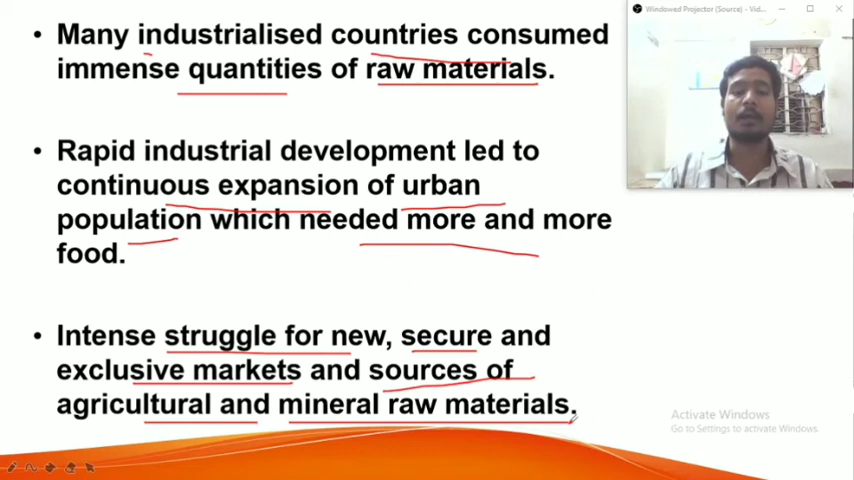 Windowed Projector (Source) - Vid...
• Many industrialised countries consumed
immense quantities of raw materials.
• Rapid industrial development led to
continuous expansion of urban
population which needed more and more
food.
• Intense struggle for new, secure and
exclusive markets and sources of
agricultural and mineral raw materials.
Activate Windows
Go to Settings to activate Windows.